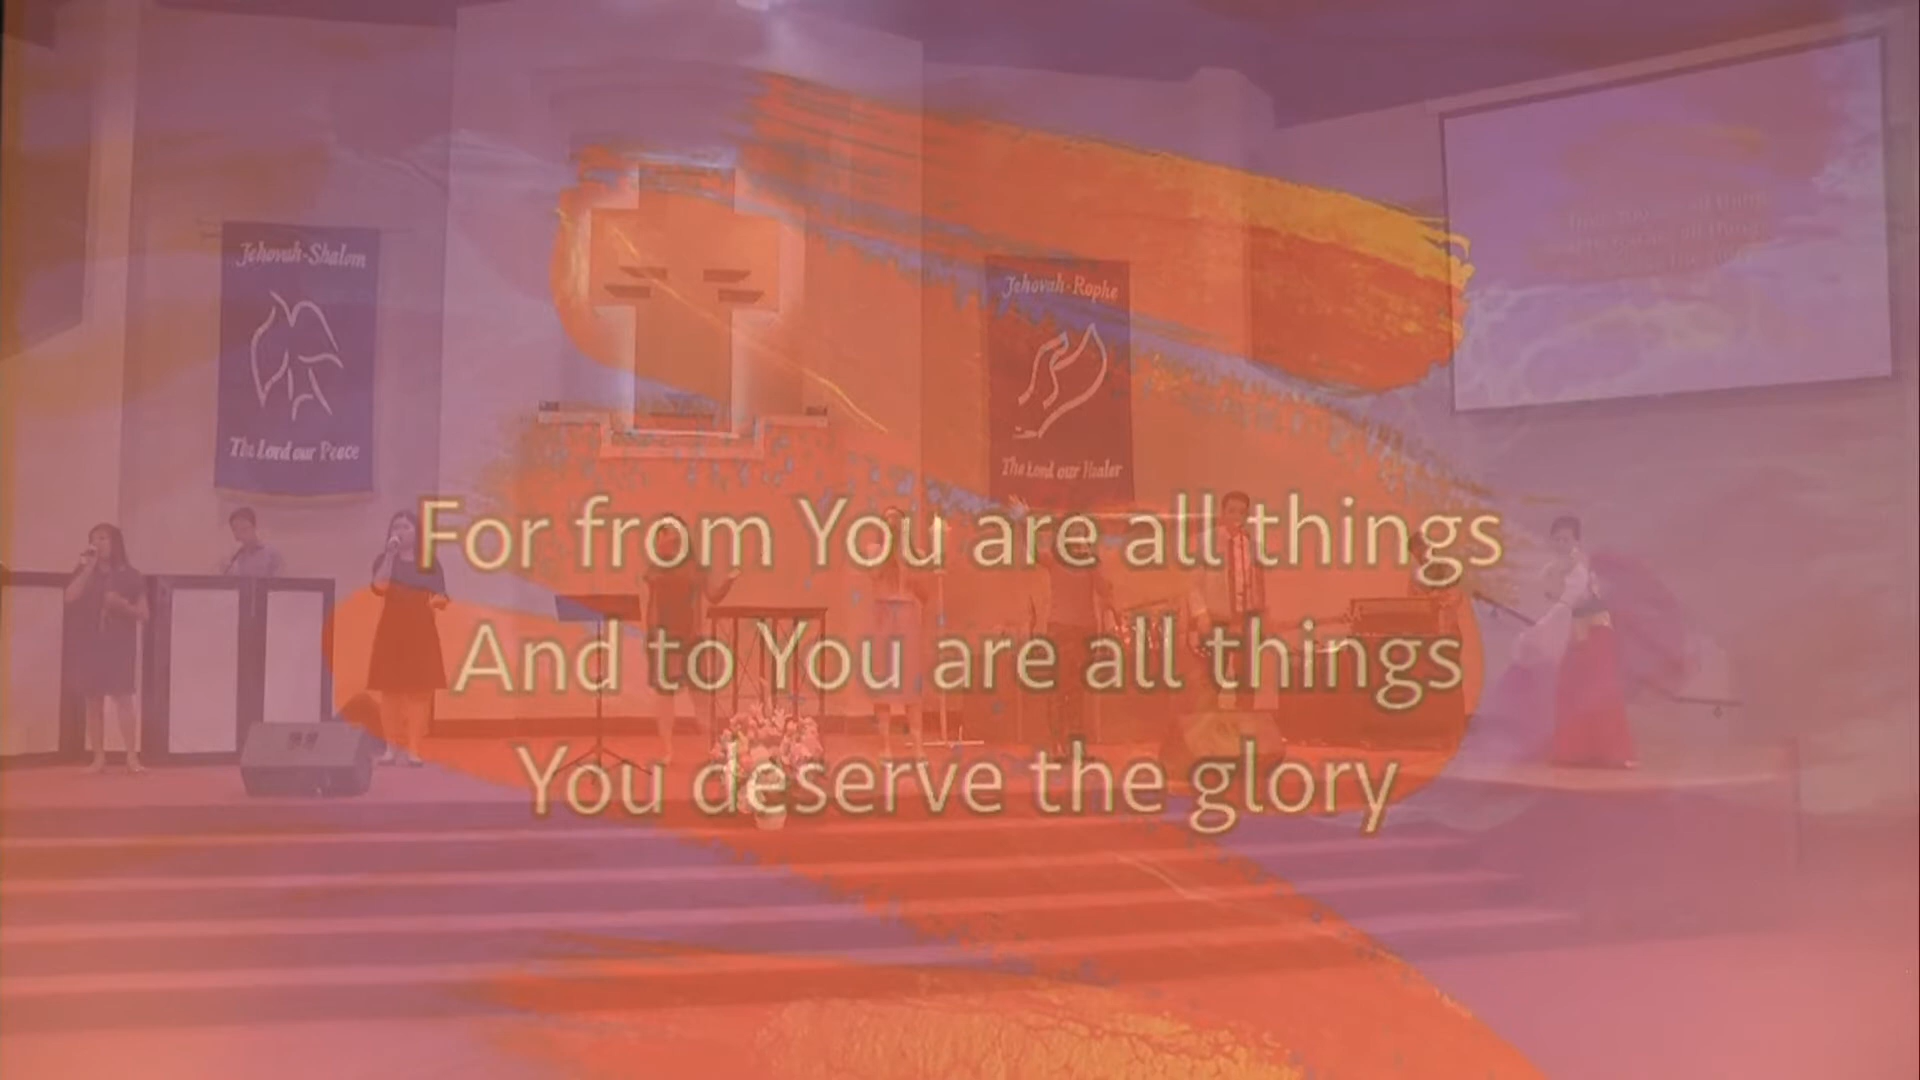 Jehovah-Shalom
The Lord our Peace
Jehovah-Rophe
The Lord our Healer
For from You are all things
And to You are all things
You deserve the glory